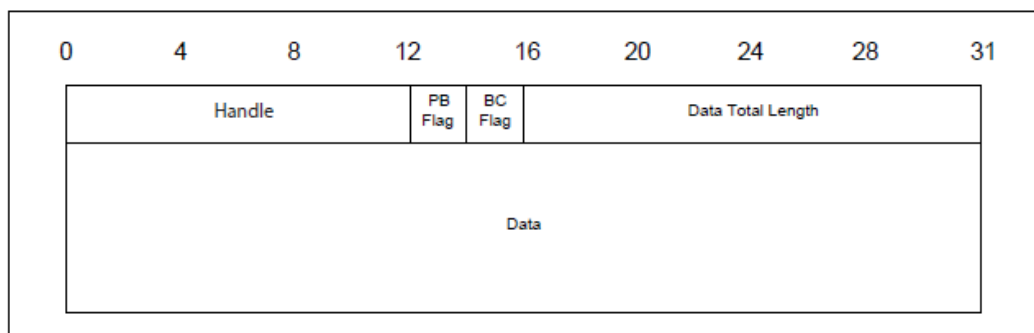 0 4 8 12 16 20 24 28 31
Handle
PB
Flag
BC
Flag
Data Total Length
Data